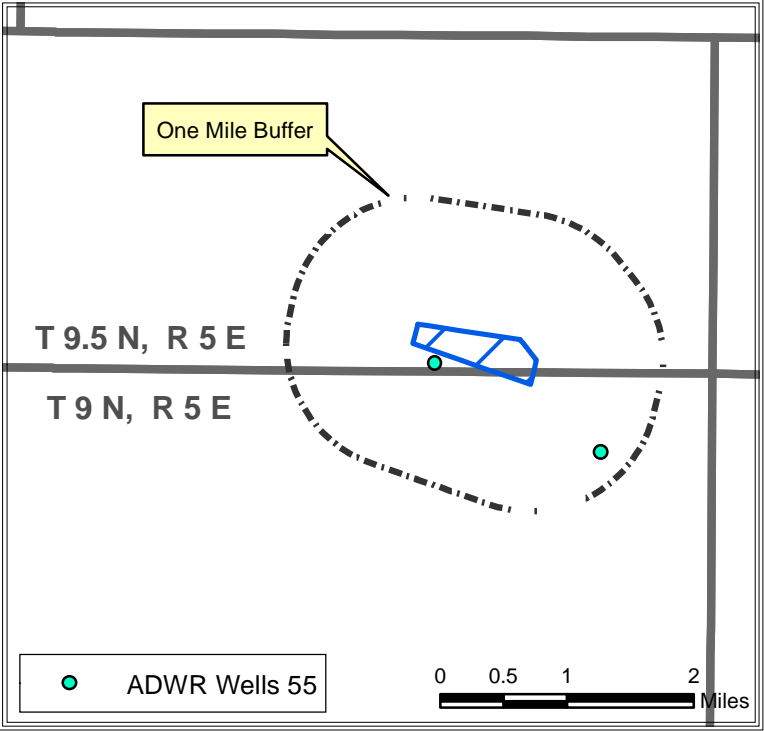 One Mile Buffer
T 9.5 N, R 5 E
T 9 N, R 5 E
ADWR Wells 55
0 0.5 1 2
Miles